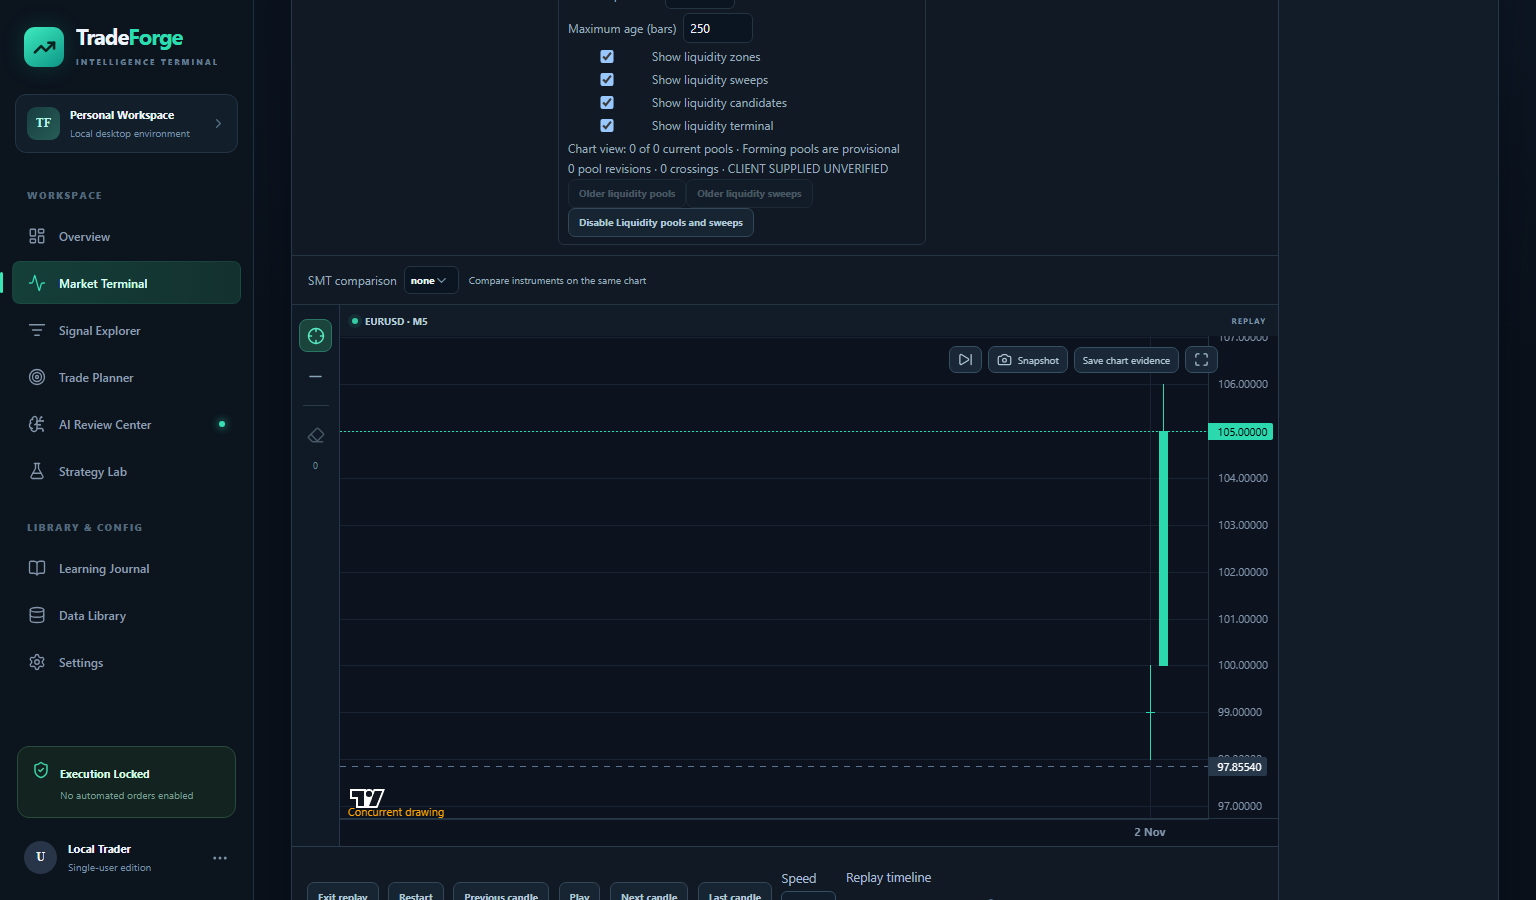 TradeForge
INTELLIGENCE TERMINAL
TF
Personal Workspace
Local desktop environment
WORKSPACE
Overview
Market Terminal
Signal Explorer
Trade Planner
AI Review Center
Strategy Lab
LIBRARY & CONFIG
Learning Journal
Data Library
Settings
Execution Locked
No automated orders enabled
U
Local Trader
Single-user edition
Maximum age (bars) 250
Show liquidity zones
Show liquidity sweeps
Show liquidity candidates
Show liquidity terminal
Chart view: 0 of 0 current pools · Forming pools are provisional
0 pool revisions · 0 crossings · CLIENT SUPPLIED UNVERIFIED
Older liquidity pools Older liquidity sweeps
Disable Liquidity pools and sweeps
SMT comparison none Compare instruments on the same chart
EURUSD · M5 REPLAY
0
Snapshot Save chart evidence
107.00000
106.00000
105.00000
104.00000
103.00000
102.00000
101.00000
100.00000
99.00000
97.85540
97.00000
Concurrent drawing
2 Nov
Speed Replay timeline
Exit replay Restart Previous candle Play Next candle Last candle